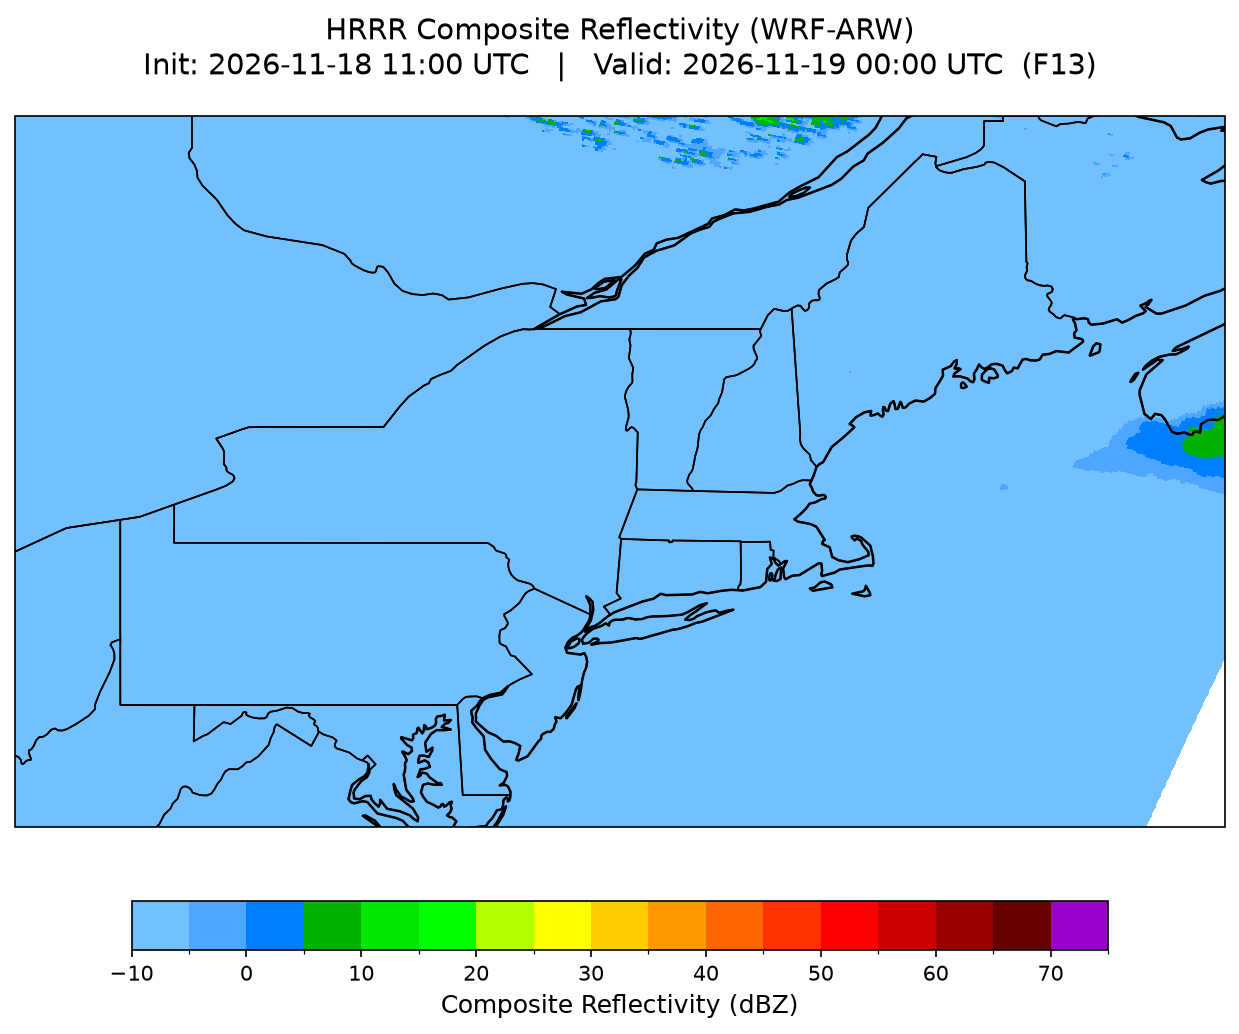 HRRR Composite Reflectivity (WRF-ARW)
Init: 2026-11-18 11:00 UTC | Valid: 2026-11-19 00:00 UTC (F13)
−10 0 10 20 30 40 50 60 70
Composite Reflectivity (dBZ)